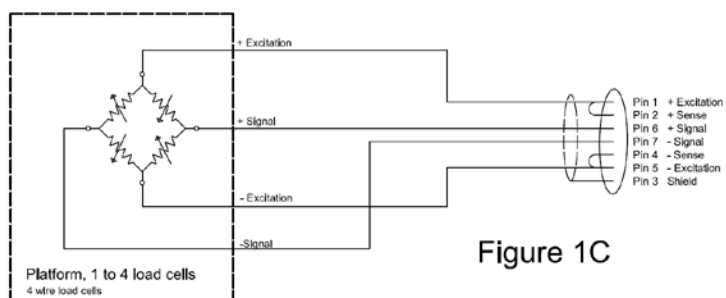 + Excitation
+ Signal
- Excitation
-Signal
Platform, 1 to 4 load cells
4 wire load cells
Pin 1 + Excitation
Pin 2 + Sense
Pin 6 + Signal
Pin 7 - Signal
Pin 4 - Sense
Pin 5 - Excitation
Pin 3 Shield
Figure 1C